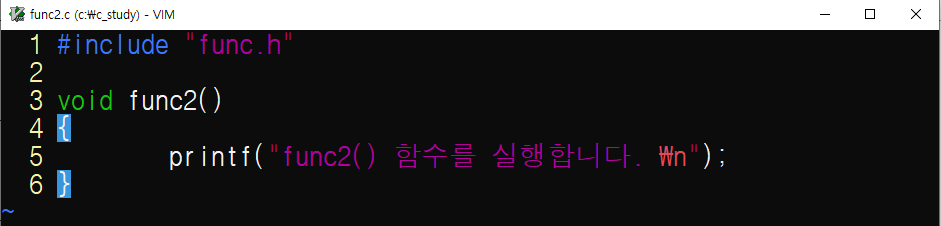 func2.c (c:₩c_study) - VIM
1 #include "func.h"
2
3 void func2()
4 {
5         printf("func2() 함수를 실행합니다. ₩n");
6 }
~